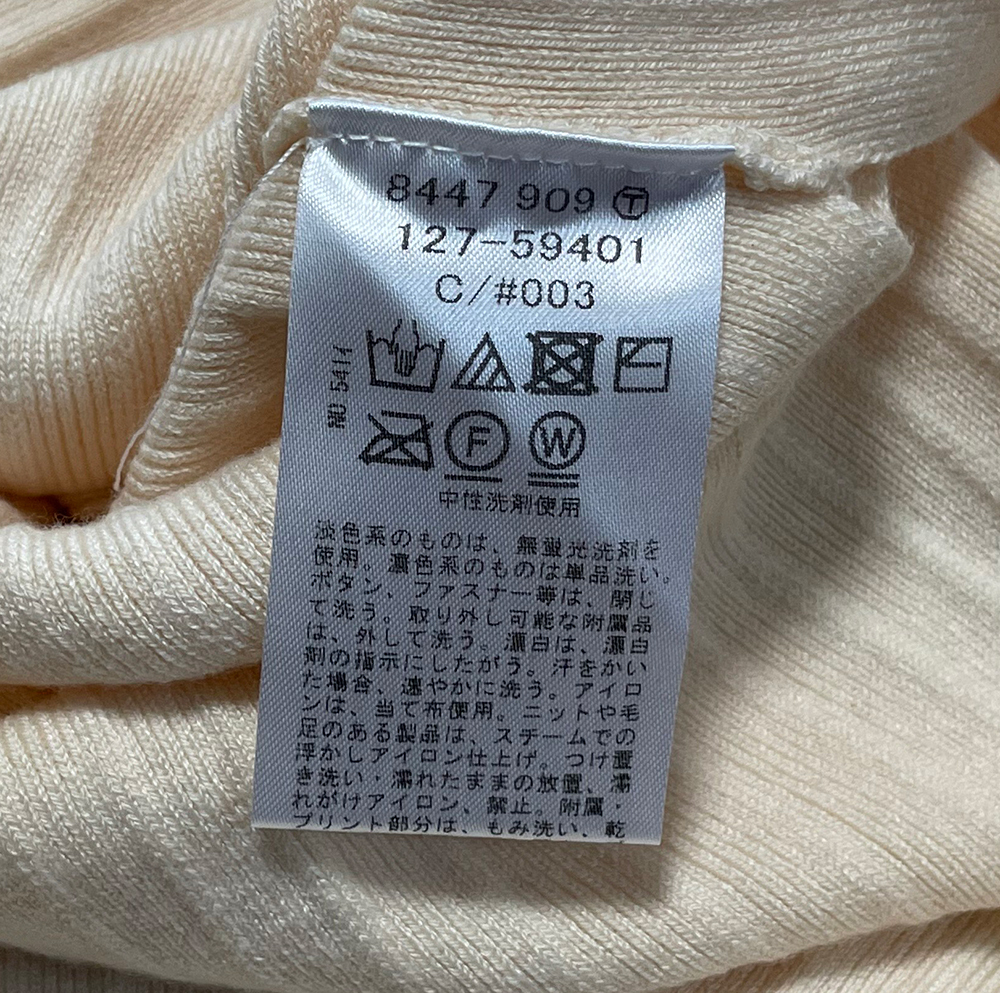 8447 909 Ⓣ
127-59401
C/#003
NO 5417
F W
中性洗剤使用
淡色系のものは、無蛍光洗剤を
使用。濃色系のものは単品洗い。
ボタン、ファスナー等は、閉じ
て洗う。取り外し可能な附属品
は、外して洗う。漂白は、漂白
剤の指示にしたがう。汗をかい
た場合、速やかに洗う。アイロ
ンは、当て布使用。ニットや毛
足のある製品は、スチームでの
浮かしアイロン仕上げ。つけ置
き洗い・濡れたままの放置、濡
れがけアイロン、禁止。附属・
プリント部分は、もみ洗い、乾